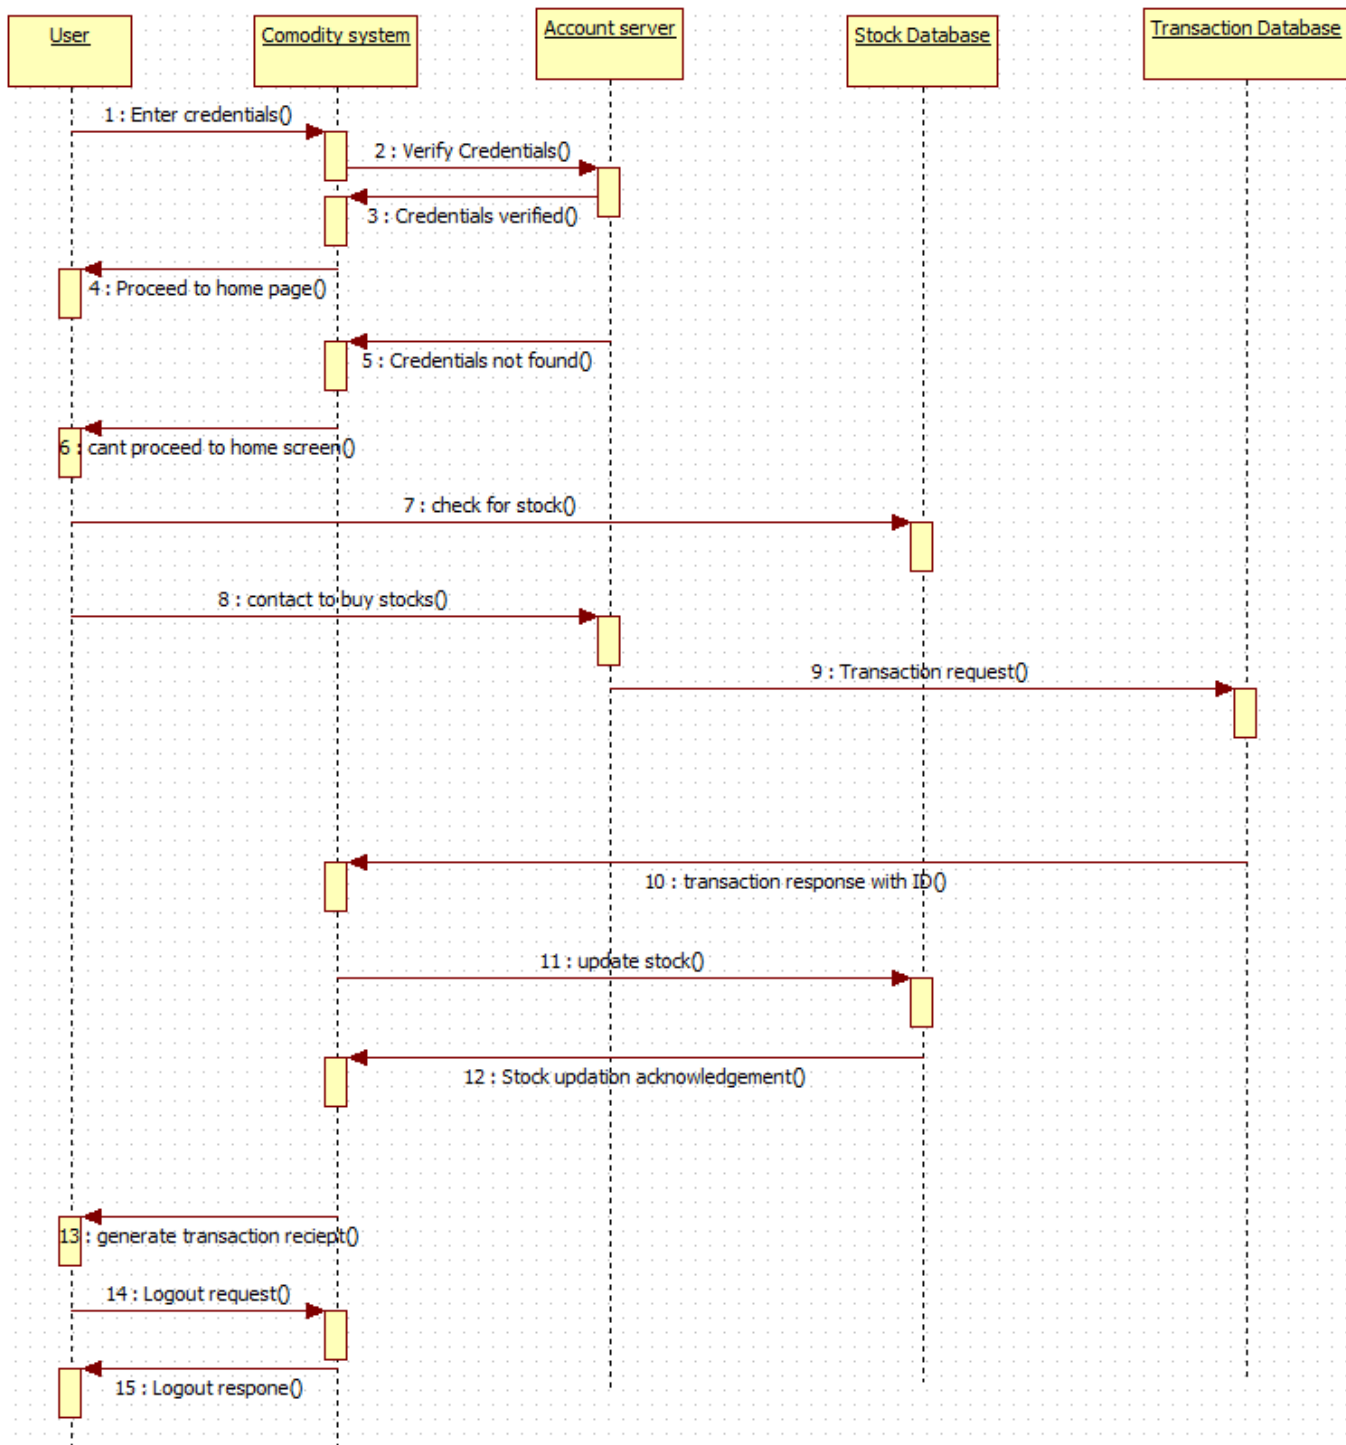 User
Comodity system
Account server
Stock Database
Transaction Database
1 : Enter credentials()
2 : Verify Credentials()
3 : Credentials verified()
4 : Proceed to home page()
5 : Credentials not found()
6 : cant proceed to home screen()
7 : check for stock()
8 : contact to buy stocks()
9 : Transaction request()
10 : transaction response with ID()
11 : update stock()
12 : Stock updation acknowledgement()
13 : generate transaction reciept()
14 : Logout request()
15 : Logout respone()